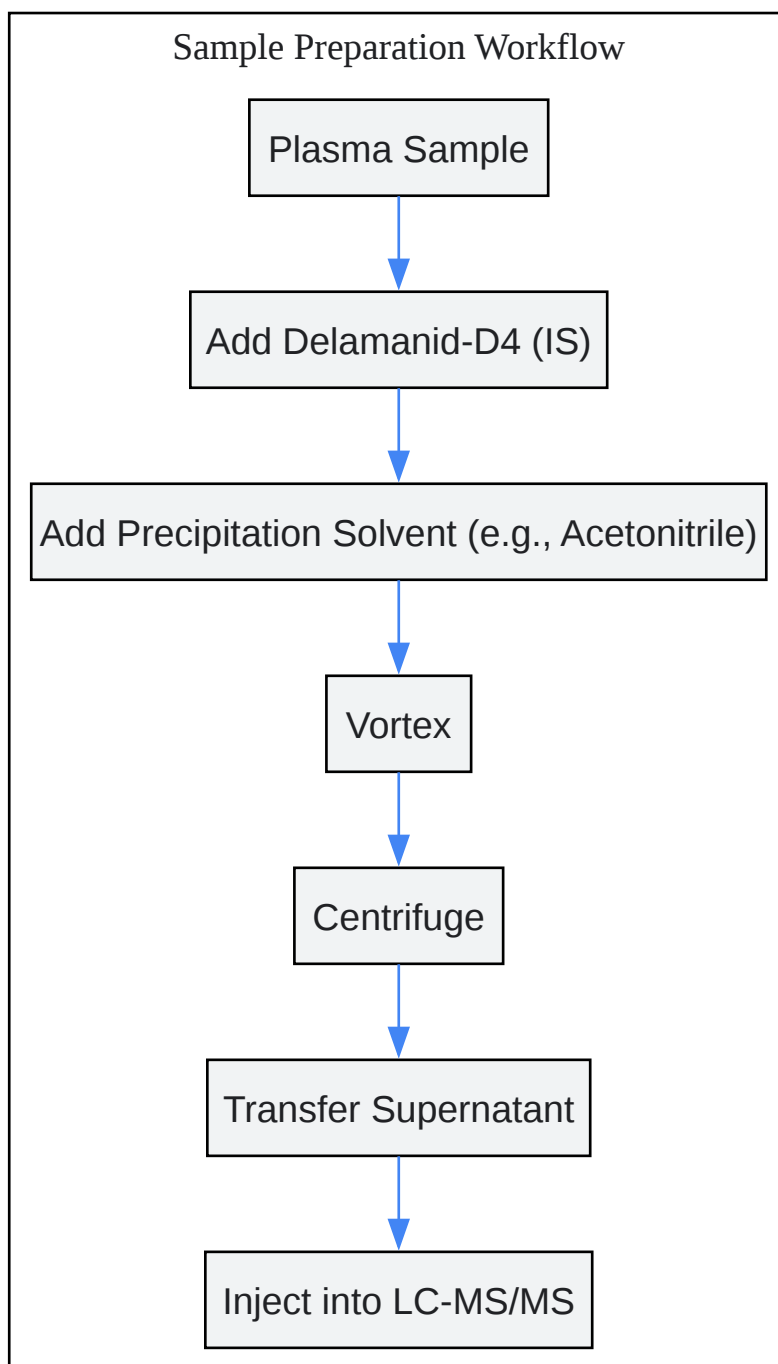 Sample Preparation Workflow
Plasma Sample
Add Delamanid-D4 (IS)
Add Precipitation Solvent (e.g., Acetonitrile)
Vortex
Centrifuge
Transfer Supernatant
Inject into LC-MS/MS